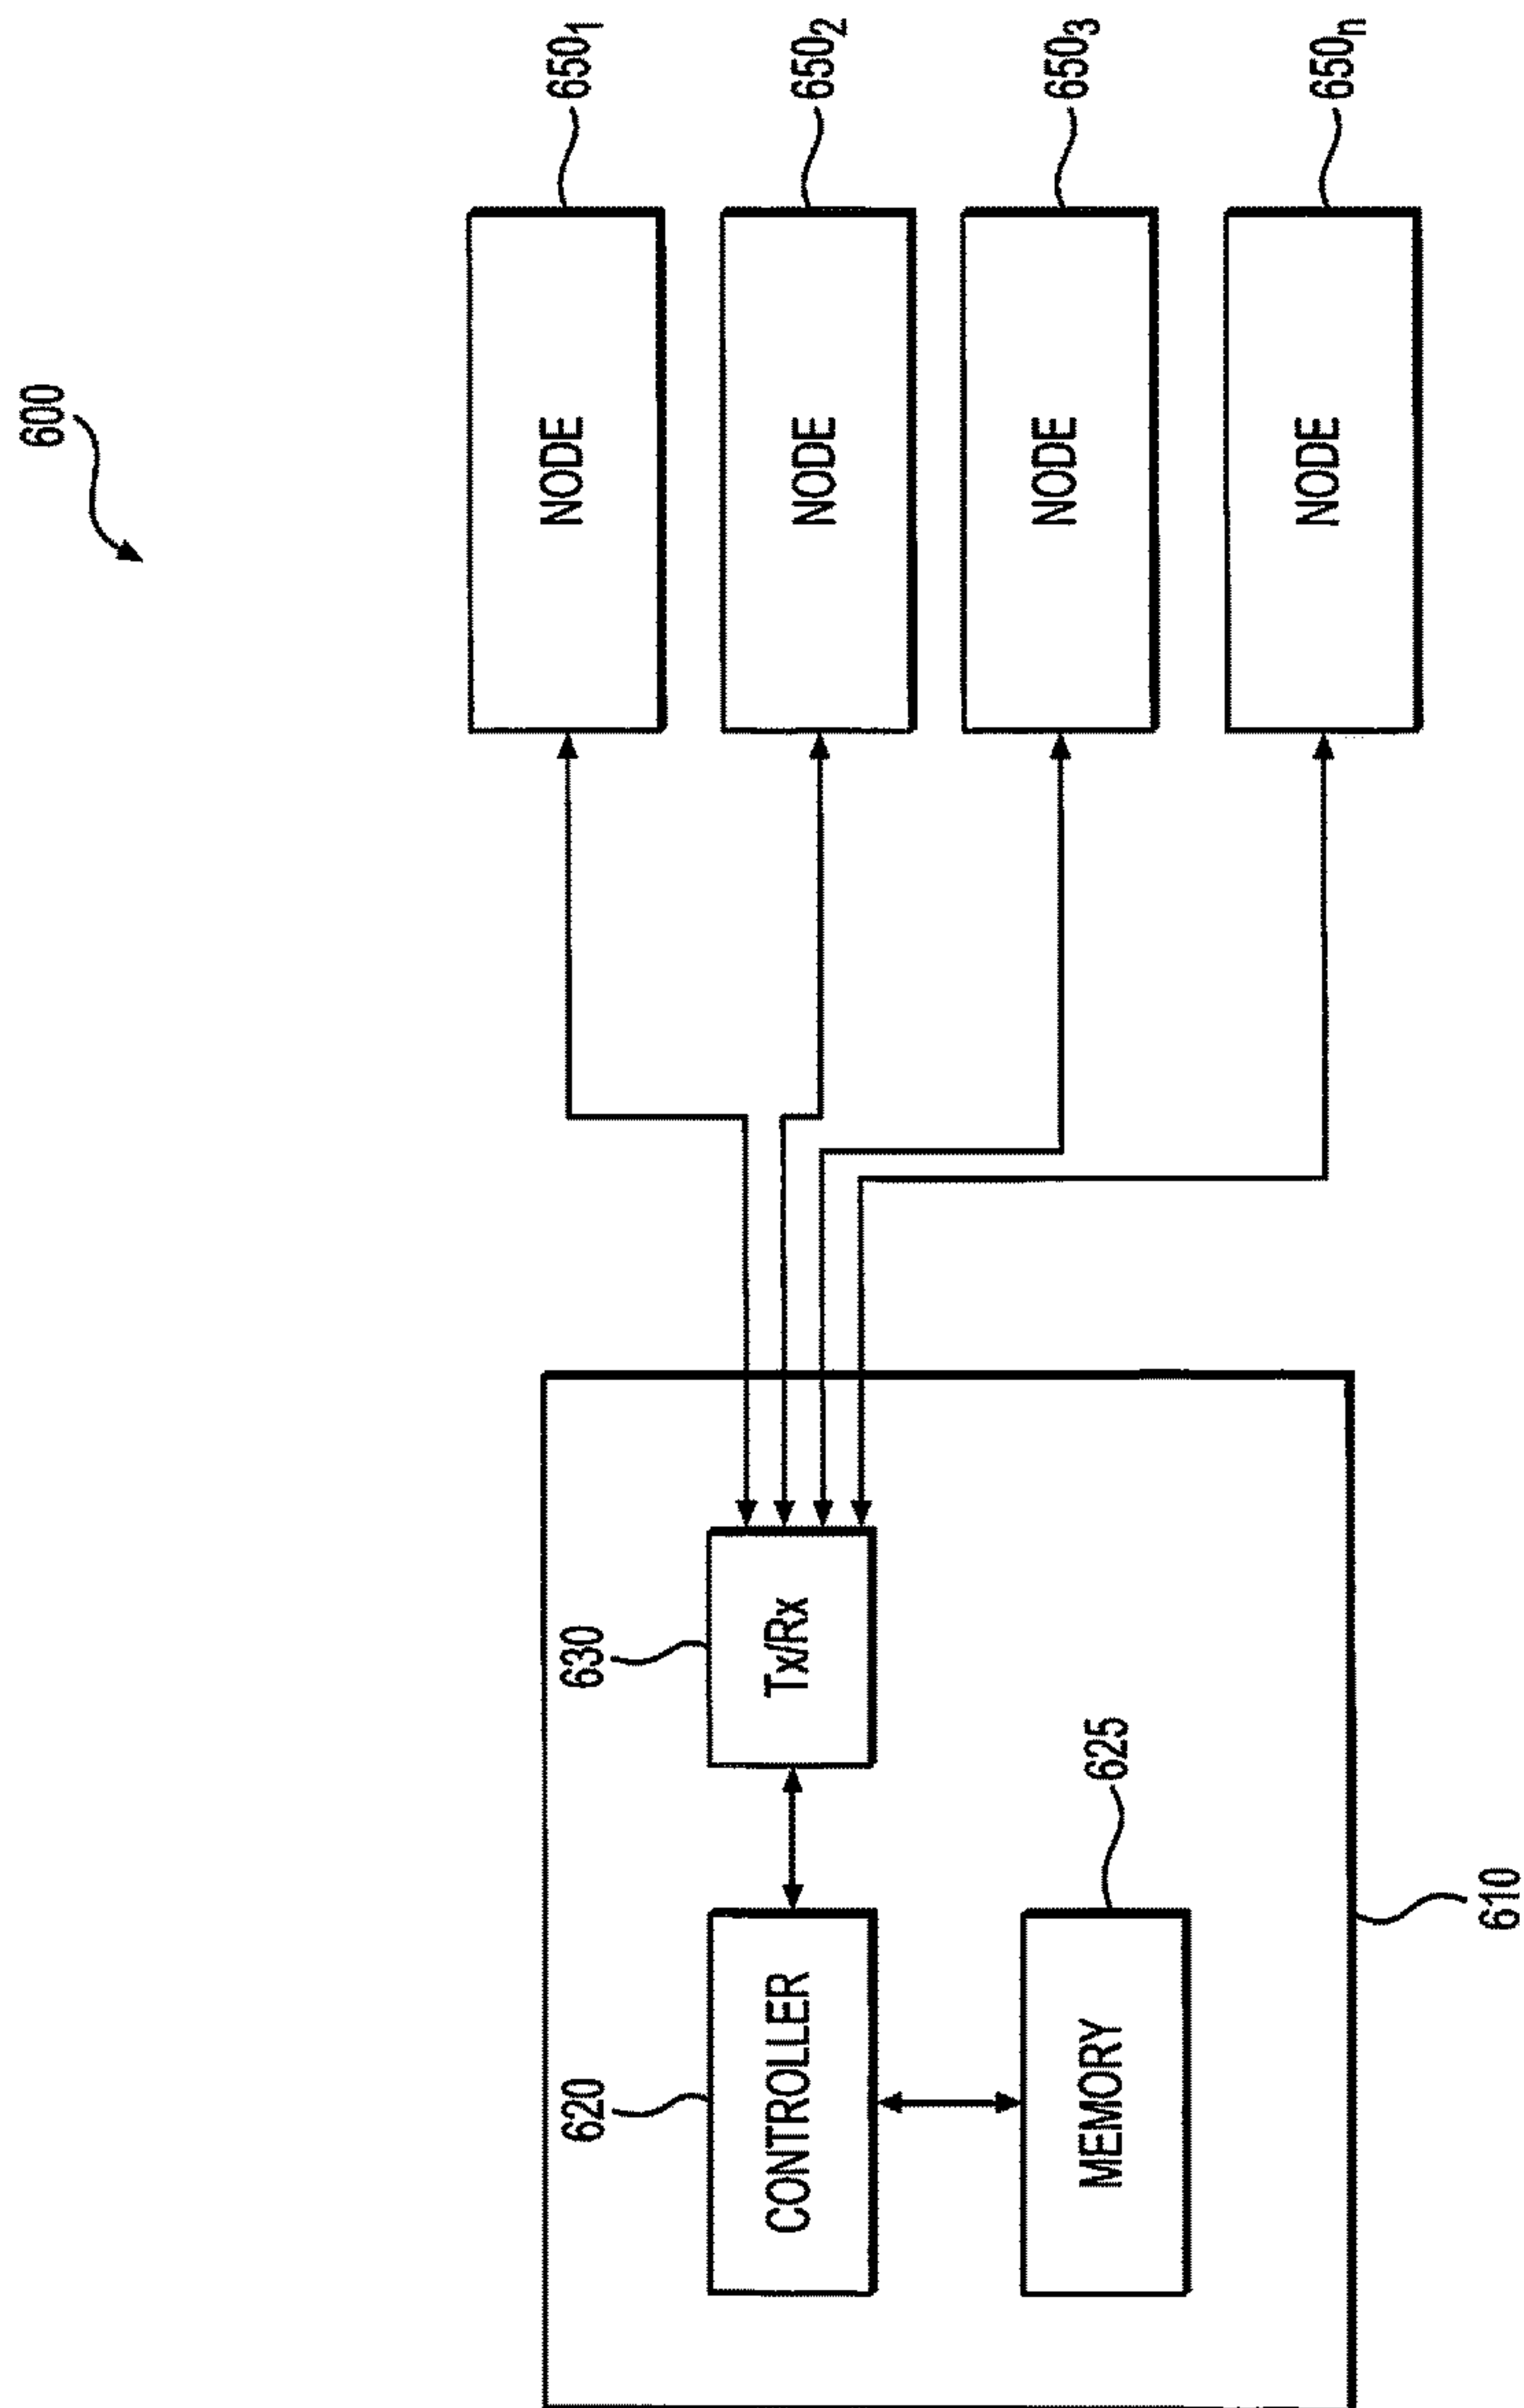 600
NODE
650₁
NODE
650₂
NODE
650₃
NODE
650ₙ
630
Tx/Rx
620
CONTROLLER
625
MEMORY
610